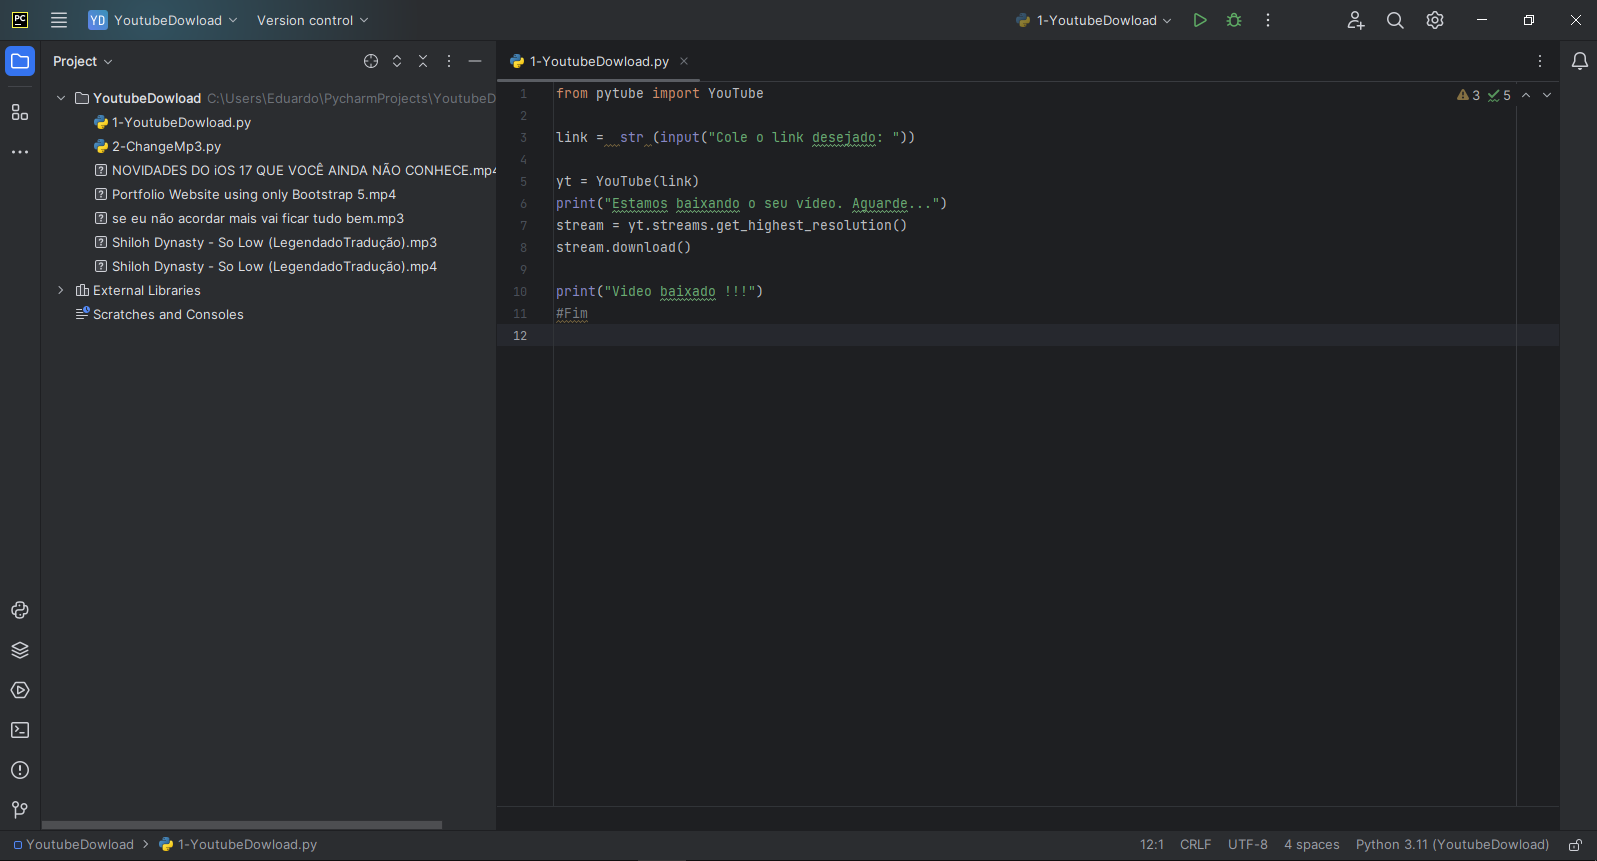 PC YD YoutubeDowload Version control 1-YoutubeDowload
Project
1-YoutubeDowload.py
YoutubeDowload C:\Users\Eduardo\PycharmProjects\YoutubeD
1-YoutubeDowload.py
2-ChangeMp3.py
NOVIDADES DO iOS 17 QUE VOCÊ AINDA NÃO CONHECE.mp4
Portfolio Website using only Bootstrap 5.mp4
se eu não acordar mais vai ficar tudo bem.mp3
Shiloh Dynasty - So Low (LegendadoTradução).mp3
Shiloh Dynasty - So Low (LegendadoTradução).mp4
External Libraries
Scratches and Consoles
3 5
1 from pytube import YouTube
2
3 link =  str (input("Cole o link desejado: "))
4
5 yt = YouTube(link)
6 print("Estamos baixando o seu vídeo. Aguarde...")
7 stream = yt.streams.get_highest_resolution()
8 stream.download()
9
10 print("Video baixado !!!")
11 #Fim
12
YoutubeDowload > 1-YoutubeDowload.py
12:1 CRLF UTF-8 4 spaces Python 3.11 (YoutubeDowload)